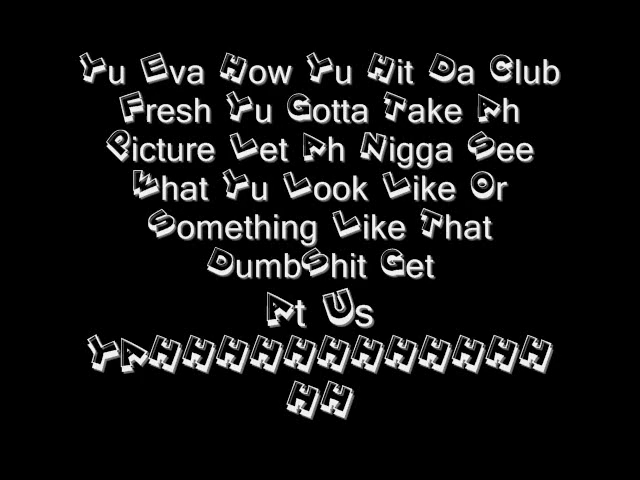 Yu Eva How Yu Hit Da Club
Fresh Yu Gotta Take Ah
Picture Let Ah Nigga See
What Yu Look Like Or
Something Like That
DumbShit Get
At Us
YAHHHHHHHHHHH
HH